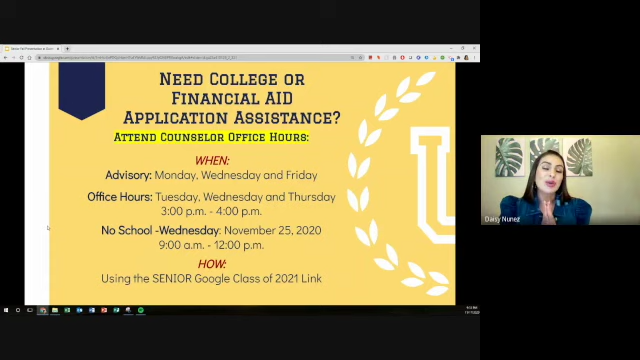 NEED COLLEGE OR
FINANCIAL AID
APPLICATION ASSISTANCE?
ATTEND COUNSELOR OFFICE HOURS:
WHEN:
Advisory: Monday, Wednesday and Friday
Office Hours: Tuesday, Wednesday and Thursday
3:00 p.m. - 4:00 p.m.
No School -Wednesday: November 25, 2020
9:00 a.m. - 12:00 p.m.
HOW:
Using the SENIOR Google Class of 2021 Link
Daisy Nunez